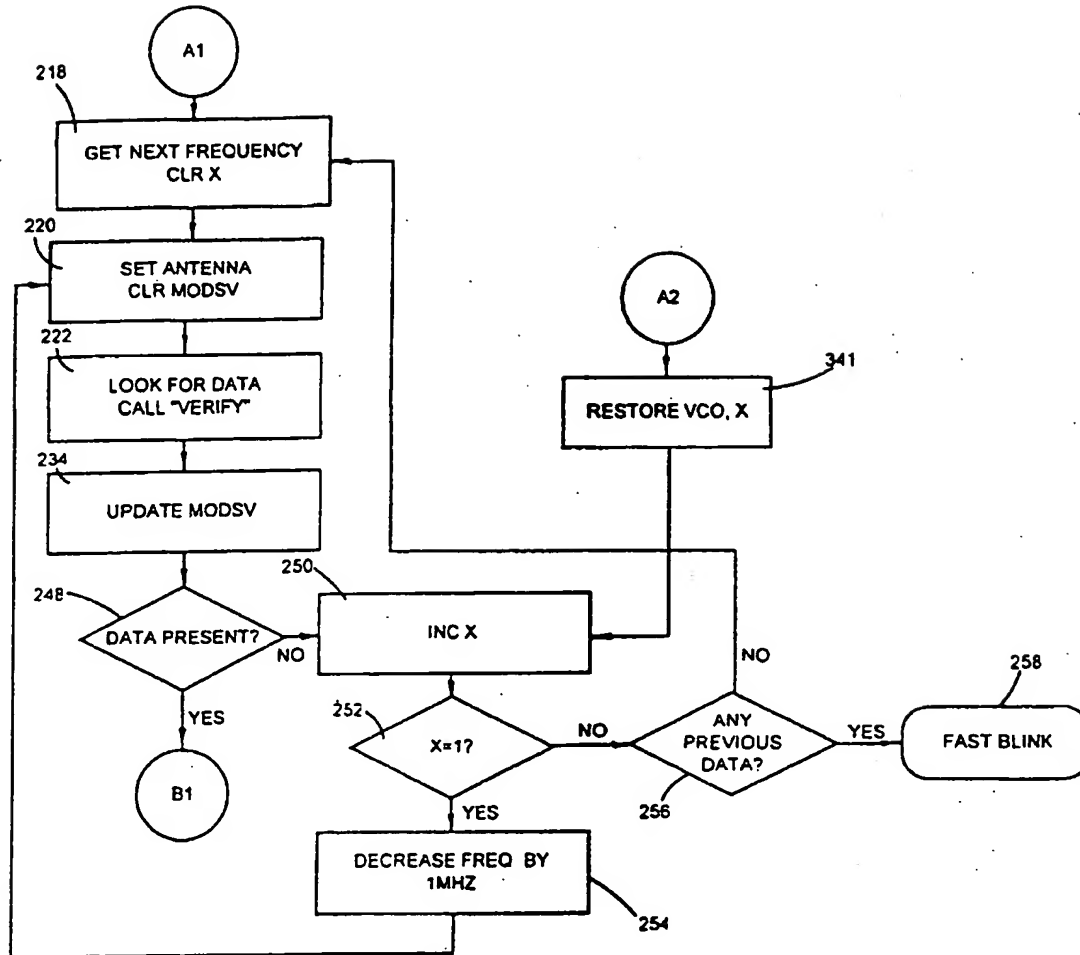 A1
218
GET NEXT FREQUENCY
CLR X
220
SET ANTENNA
CLR MODSV
A2
222
LOOK FOR DATA
CALL "VERIFY"
341
RESTORE VCO, X
234
UPDATE MODSV
250
248
DATA PRESENT?
NO
INC X
NO
258
YES
252
X=1?
NO
ANY
PREVIOUS
DATA?
YES
FAST BLINK
B1
256
YES
DECREASE FREQ BY
1MHZ
254